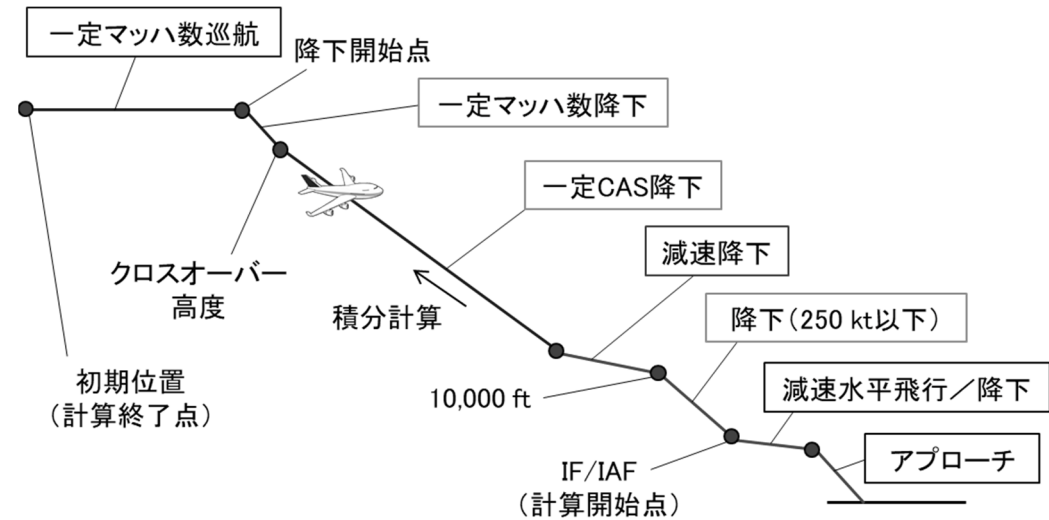 一定マッハ数巡航
降下開始点
一定マッハ数降下
一定CAS降下
減速降下
クロスオーバー
高度
積分計算
降下(250 kt以下)
初期位置
(計算終了点)
10,000 ft
減速水平飛行/降下
アプローチ
IF/IAF
(計算開始点)